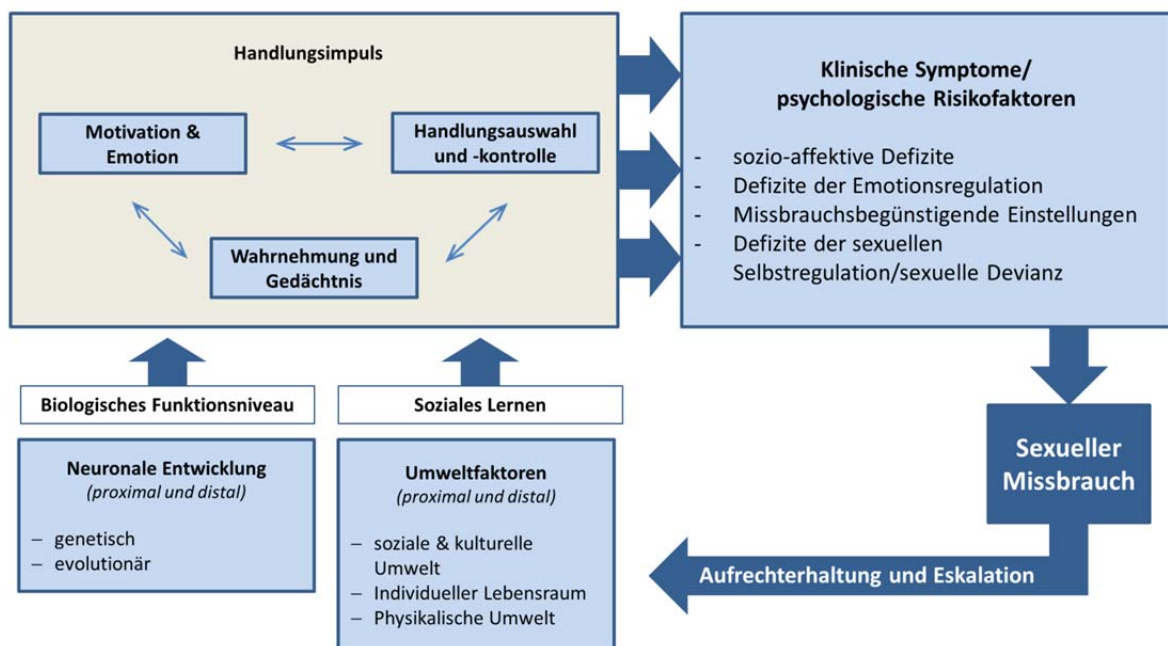 Handlungsimpuls
Motivation &
Emotion
Handlungsauswahl
und -kontrolle
Wahrnehmung und
Gedächtnis
Klinische Symptome/
psychologische Risikofaktoren
- sozio-affektive Defizite
- Defizite der Emotionsregulation
- Missbrauchsbegünstigende Einstellungen
- Defizite der sexuellen
Selbstregulation/sexuelle Devianz
Biologisches Funktionsniveau
Soziales Lernen
Neuronale Entwicklung
(proximal und distal)
– genetisch
– evolutionär
Umweltfaktoren
(proximal und distal)
– soziale & kulturelle
Umwelt
– Individueller Lebensraum
– Physikalische Umwelt
Sexueller
Missbrauch
Aufrechterhaltung und Eskalation